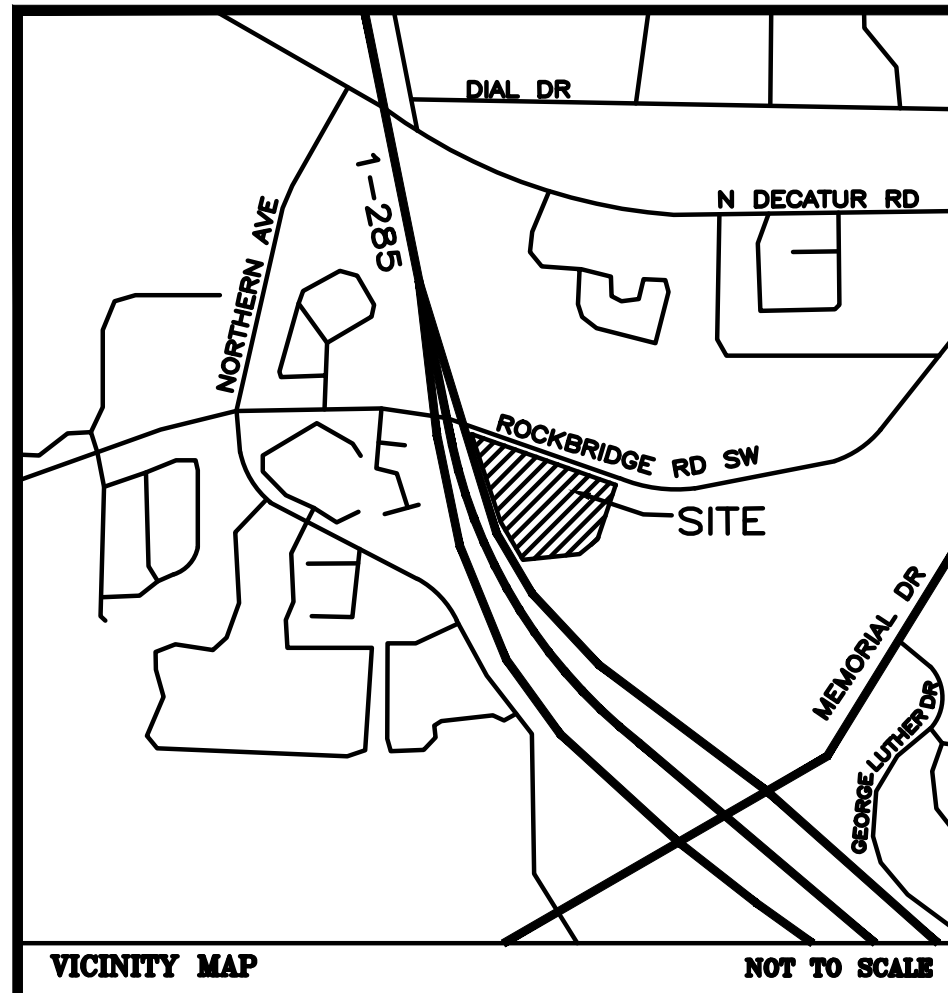 DIAL DR
N DECATUR RD
1-285
NORTHERN AVE
ROCKBRIDGE RD SW
SITE
MEMORIAL DR
GEORGE LUTHER DR
VICINITY MAP
NOT TO SCALE